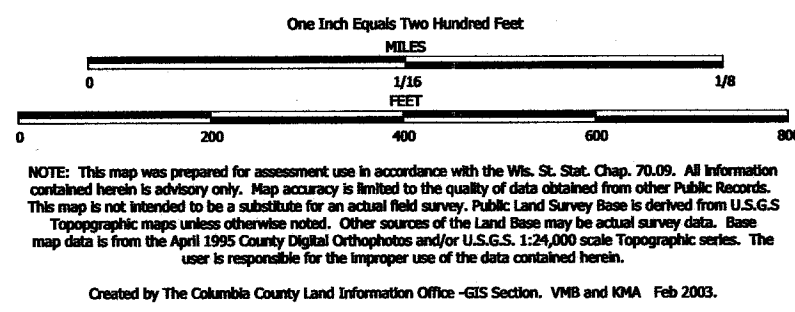 One Inch Equals Two Hundred Feet
MILES
0 1/16 1/8
FEET
0 200 400 600 800
NOTE: This map was prepared for assessment use in accordance with the Wis. St. Stat. Chap. 70.09. All information
contained herein is advisory only. Map accuracy is limited to the quality of data obtained from other Public Records.
This map is not intended to be a substitute for an actual field survey. Public Land Survey Base is derived from U.S.G.S
Topopgraphic maps unless otherwise noted. Other sources of the Land Base may be actual survey data. Base
map data is from the April 1995 County Digital Orthophotos and/or U.S.G.S. 1:24,000 scale Topographic series. The
user is responsible for the improper use of the data contained herein.
Created by The Columbia County Land Information Office -GIS Section. VMB and KMA Feb 2003.